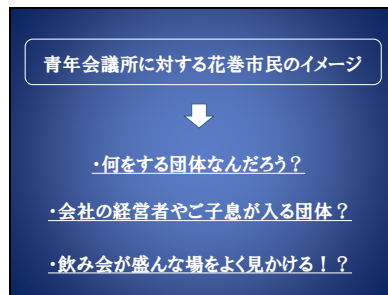 青年会議所に対する花巻市民のイメージ
・何をする団体なんだろう？
・会社の経営者やご子息が入る団体？
・飲み会が盛んな場をよく見かける！？